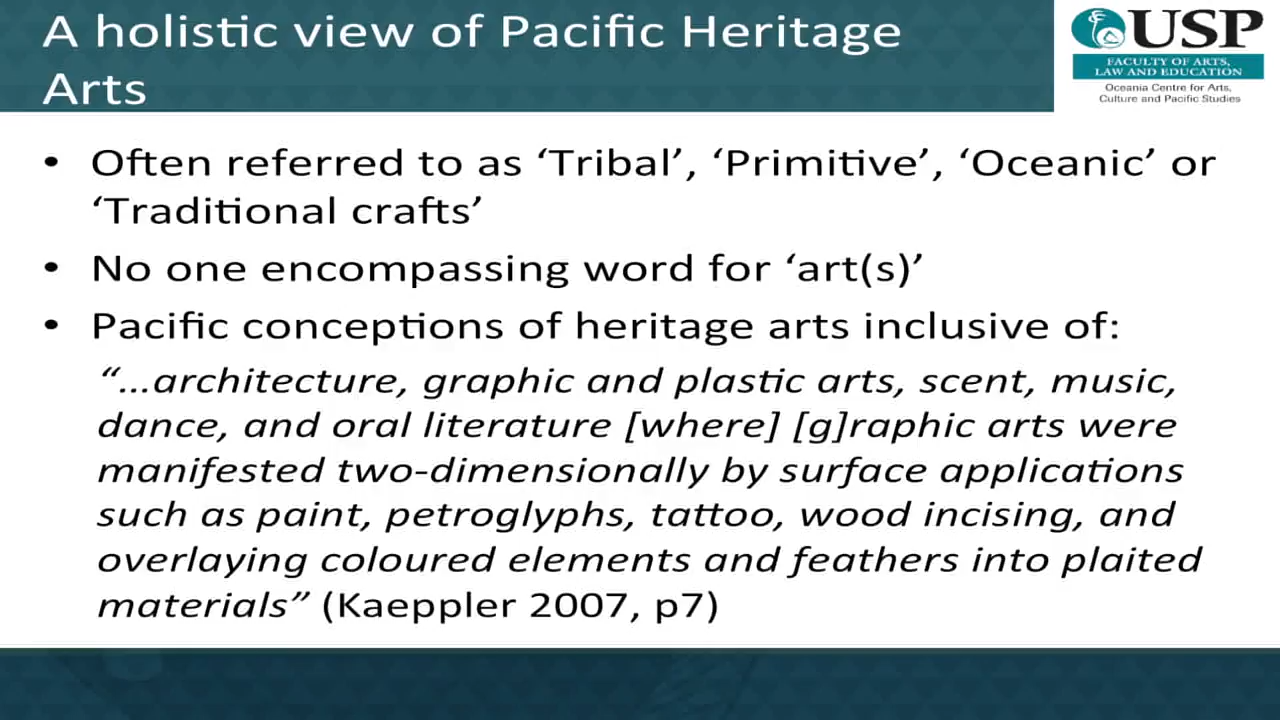 A holistic view of Pacific Heritage
Arts
USP
FACULTY OF ARTS,
LAW AND EDUCATION
Oceania Centre for Arts,
Culture and Pacific Studies
• Often referred to as ‘Tribal’, ‘Primitive’, ‘Oceanic’ or
‘Traditional crafts’
• No one encompassing word for ‘art(s)’
• Pacific conceptions of heritage arts inclusive of:
“…architecture, graphic and plastic arts, scent, music,
dance, and oral literature [where] [g]raphic arts were
manifested two-dimensionally by surface applications
such as paint, petroglyphs, tattoo, wood incising, and
overlaying coloured elements and feathers into plaited
materials” (Kaeppler 2007, p7)